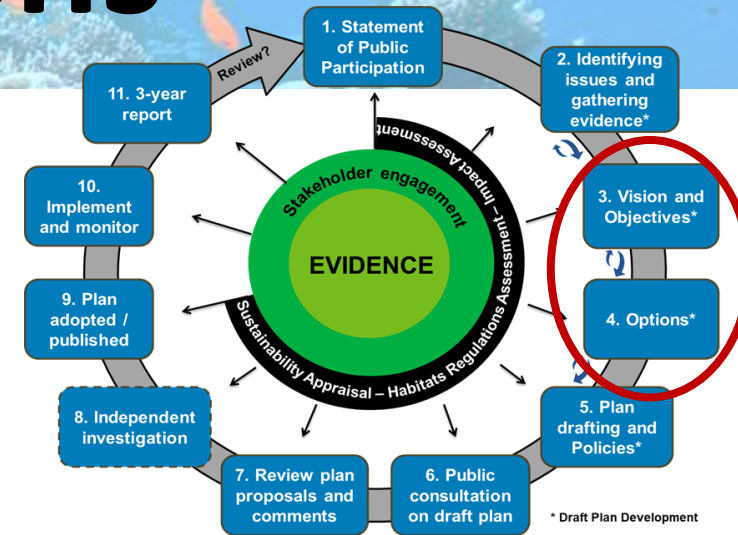 1. Statement
of Public
Participation
2. Identifying
issues and
gathering
evidence*
3. Vision and
Objectives*
4. Options*
5. Plan
drafting and
Policies*
6. Public
consultation
on draft plan
7. Review plan
proposals and
comments
8. Independent
investigation
9. Plan
adopted /
published
10.
Implement
and monitor
11. 3-year
report
Review?
Stakeholder engagement
EVIDENCE
Sustainability Appraisal – Habitats Regulations Assessment – Impact Assessment
* Draft Plan Development